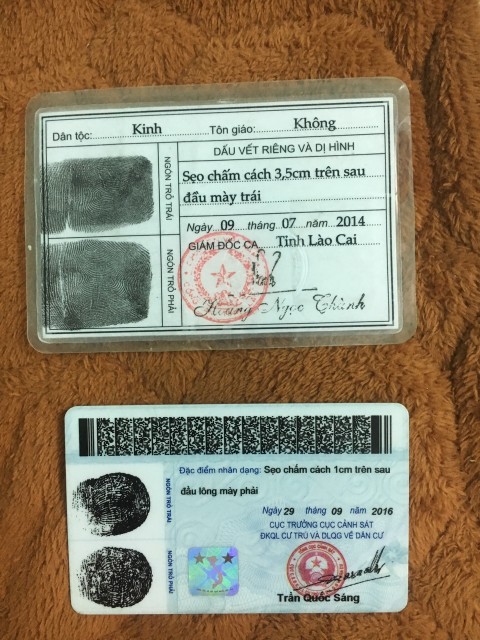 Dân tộc: Kinh Tôn giáo: Không
DẤU VẾT RIÊNG VÀ DỊ HÌNH
NGÓN TRỎ TRÁI
Sẹo chấm cách 3,5cm trên sau
đầu mày trái
Ngày 09 tháng 07 năm 2014
GIÁM ĐỐC CA Tỉnh Lào Cai
NGÓN TRỎ PHẢI
Hoàng Ngọc Thành
Đặc điểm nhân dạng: Sẹo chấm cách 1cm trên sau
đầu lông mày phải
NGÓN TRỎ TRÁI
Ngày 29 tháng 09 năm 2016
CỤC TRƯỞNG CỤC CẢNH SÁT
ĐKQL CƯ TRÚ VÀ DLQG VỀ DÂN CƯ
NGÓN TRỎ PHẢI
Trần Quốc Sáng